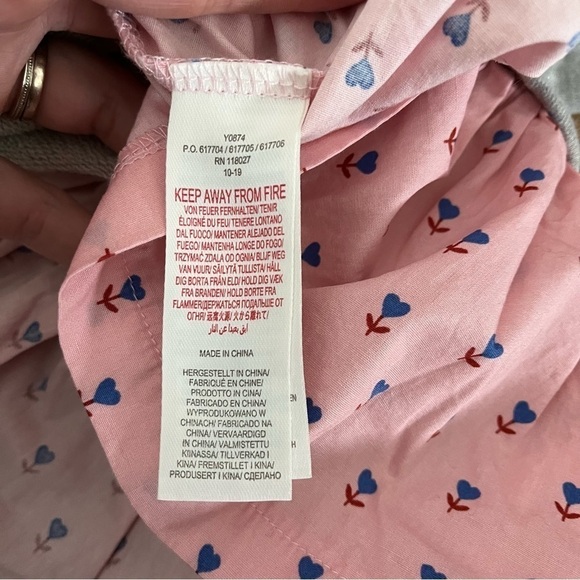 Y0874
P.O. 617704 / 617705 / 617706
RN 118027
10-19
KEEP AWAY FROM FIRE
VON FEUER FERNHALTEN/ TENIR
ÉLOIGNÉ DU FEU/ TENERE LONTANO
DAL FUOCO/ MANTENER ALEJADO DEL
FUEGO/ MANTENHA LONGE DO FOGO/
TRZYMAĆ ZDALA OD OGNIA/ BLIJF WEG
VAN VUUR/ SÄILYTÄ TULLISTA/ HÅLL
DIG BORTA FRÅN ELD/ HOLD DIG VÆK
FRA BRANDEN/ HOLD BORTE FRA
FLAMMER/ДЕРЖАТЬСЯ ПОДАЛЬШЕ ОТ
ОГНЯ/ 远离火源/ 火から離れて/
ابق بعيدا عن النار
MADE IN CHINA
HERGESTELLT IN CHINA/
FABRIQUÉ EN CHINE/
PRODOTTO IN CINA/
FABRICADO EN CHINA/
WYPRODUKOWANO W
CHINACH/ FABRICADO NA
CHINA/ VERVAARDIGD
IN CHINA/ VALMISTETTU
KIINASSA/ TILLVERKAD I
KINA/ FREMSTILLET I KINA/
PRODUSERT I KINA/ СДЕЛАНО